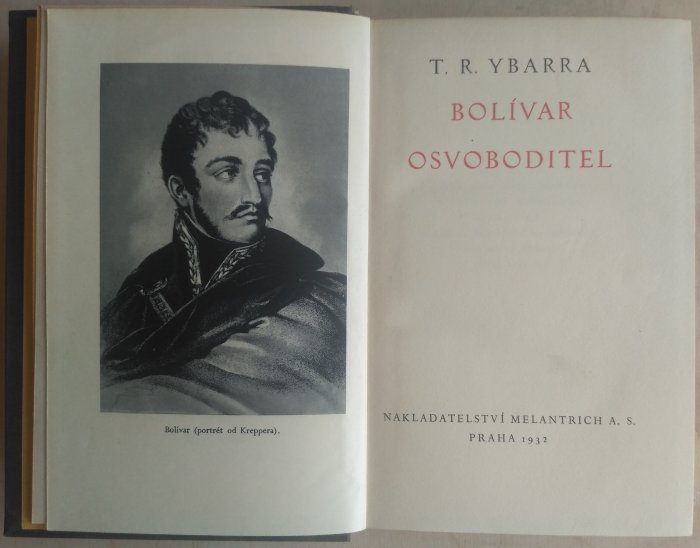 Bolívar (portrét od Kreppera).
T. R. YBARRA
BOLÍVAR
OSVOBODITEL
NAKLADATELSTVÍ MELANTRICH A. S.
PRAHA 1932